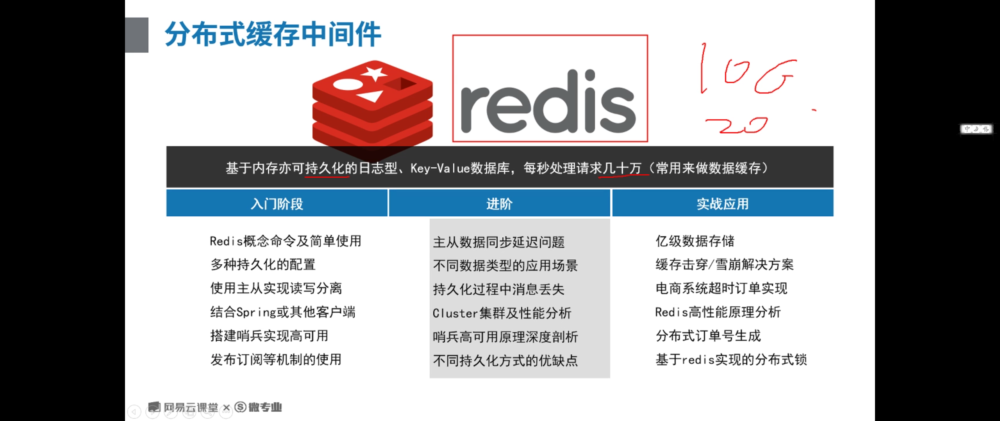 分布式缓存中间件
redis
10G
20
基于内存亦可持久化的日志型、Key-Value数据库，每秒处理请求几十万（常用来做数据缓存）
入门阶段
Redis概念命令及简单使用
多种持久化的配置
使用主从实现读写分离
结合Spring或其他客户端
搭建哨兵实现高可用
发布订阅等机制的使用
进阶
主从数据同步延迟问题
不同数据类型的应用场景
持久化过程中消息丢失
Cluster集群及性能分析
哨兵高可用原理深度剖析
不同持久化方式的优缺点
实战应用
亿级数据存储
缓存击穿/雪崩解决方案
电商系统超时订单实现
Redis高性能原理分析
分布式订单号生成
基于redis实现的分布式锁
网易云课堂 × 微专业
中